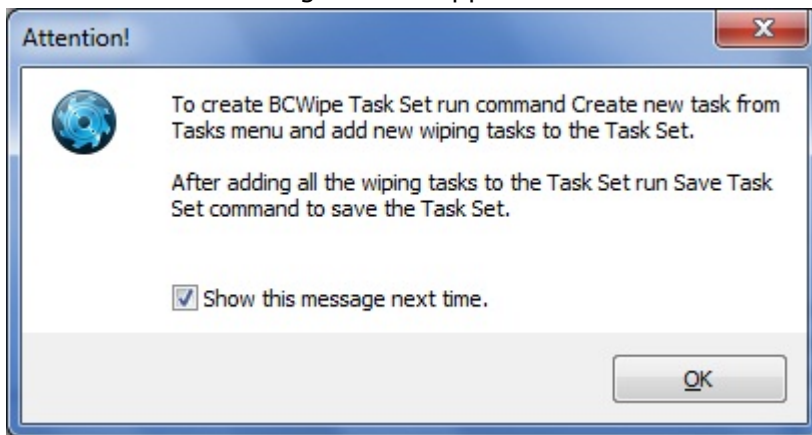 Attention!
To create BCWipe Task Set run command Create new task from
Tasks menu and add new wiping tasks to the Task Set.
After adding all the wiping tasks to the Task Set run Save Task
Set command to save the Task Set.
Show this message next time.
OK